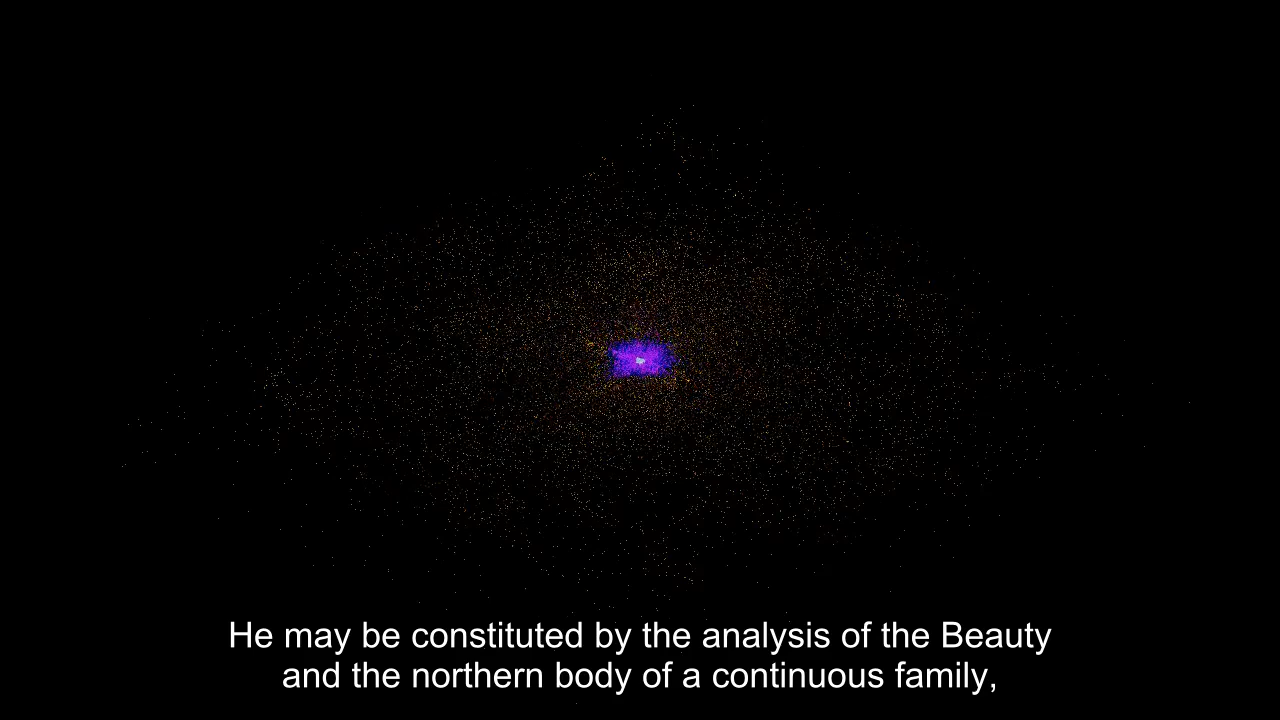 He may be constituted by the analysis of the Beauty
and the northern body of a continuous family,